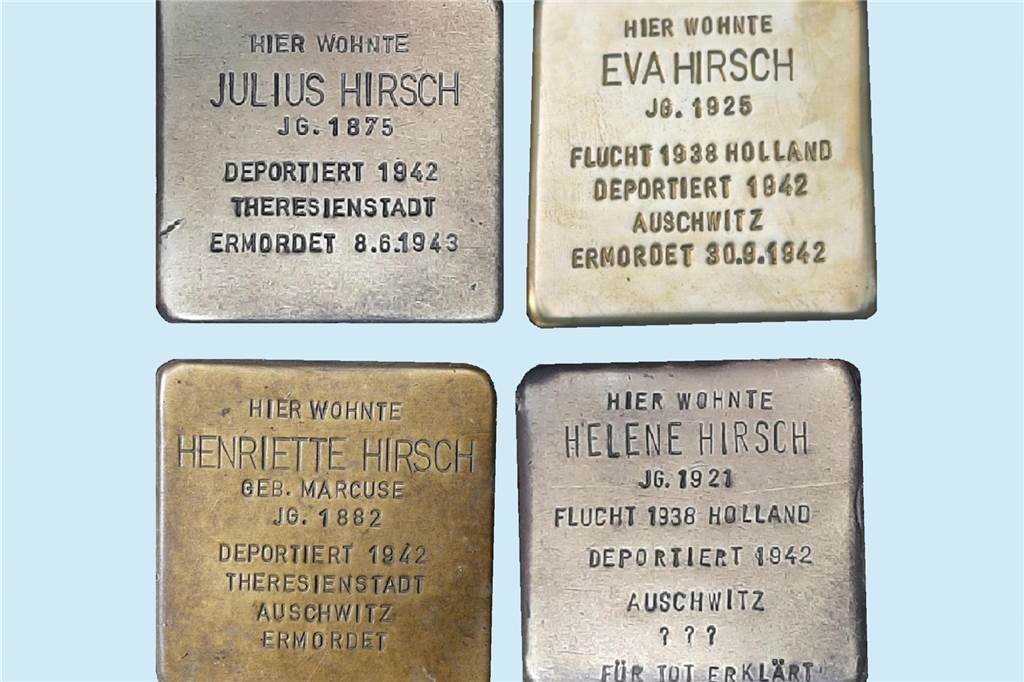 HIER WOHNTE
JULIUS HIRSCH
JG. 1875
DEPORTIERT 1942
THERESIENSTADT
ERMORDET 8.6.1943
HIER WOHNTE
EVA HIRSCH
JG. 1925
FLUCHT 1938 HOLLAND
DEPORTIERT 1942
AUSCHWITZ
ERMORDET 30.9.1942
HIER WOHNTE
HENRIETTE HIRSCH
GEB. MARCUSE
JG. 1882
DEPORTIERT 1942
THERESIENSTADT
AUSCHWITZ
ERMORDET
HIER WOHNTE
HELENE HIRSCH
JG. 1921
FLUCHT 1938 HOLLAND
DEPORTIERT 1942
AUSCHWITZ
? ? ?
FÜR TOT ERKLÄRT